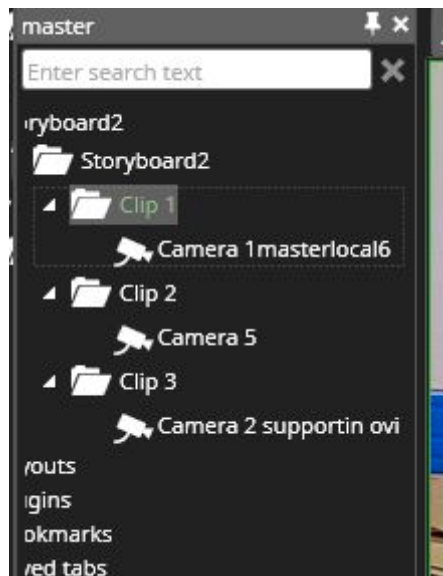 master
Enter search text
ryboard2
Storyboard2
Clip 1
Camera 1masterlocal6
Clip 2
Camera 5
Clip 3
Camera 2 supportin ovi
youts
gins
okmarks
ved tabs